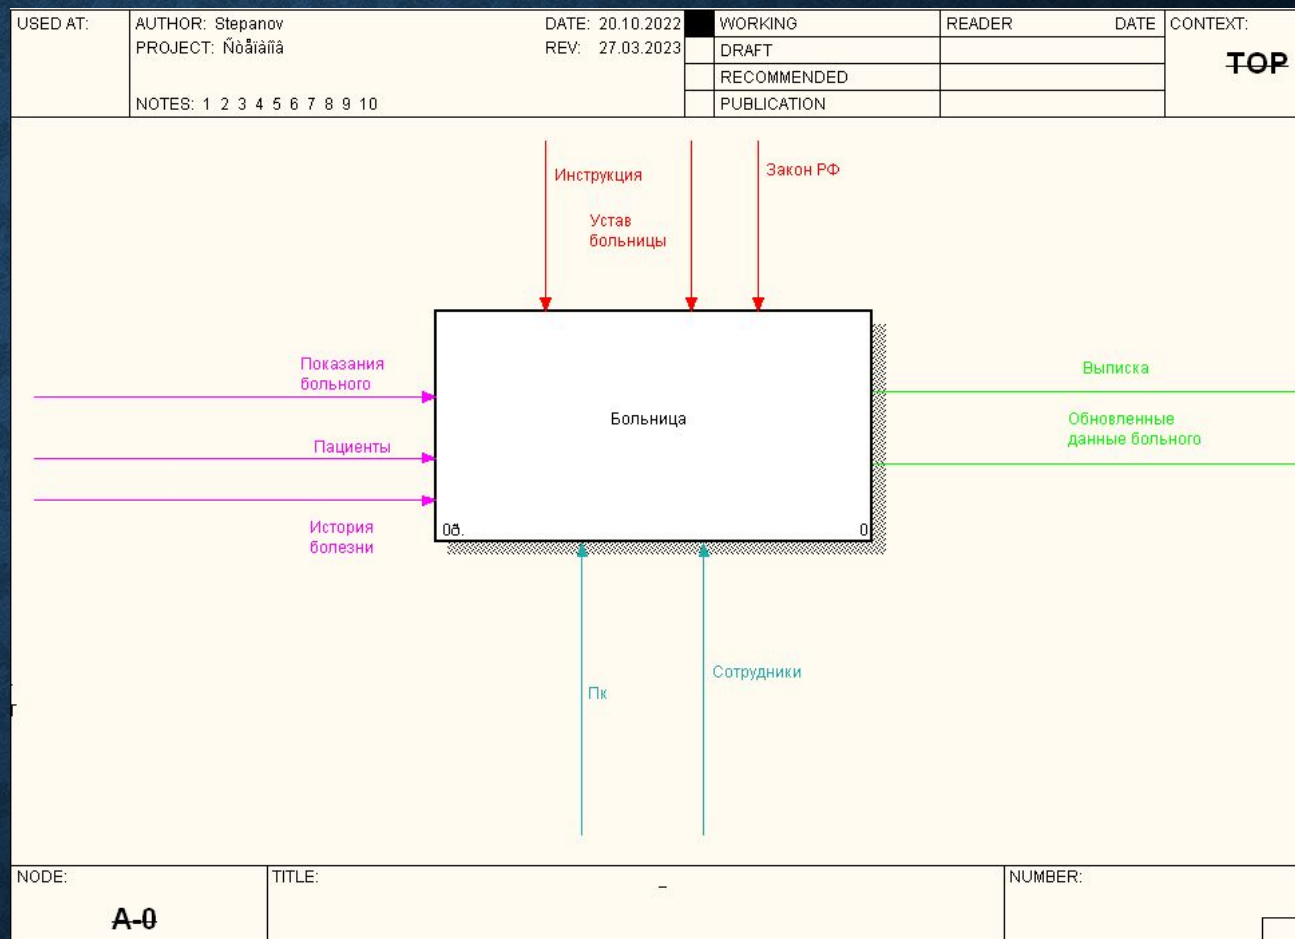 USED AT:
AUTHOR: Stepanov
DATE: 20.10.2022
WORKING
READER
DATE
CONTEXT:
PROJECT: Ñòåïàíîâ
REV: 27.03.2023
DRAFT
TOP
RECOMMENDED
NOTES: 1 2 3 4 5 6 7 8 9 10
PUBLICATION
Инструкция
Закон РФ
Устав
больницы
Показания
больного
Выписка
Больница
Обновленные
данные больного
Пациенты
История
болезни
0ð.
0
Сотрудники
Пк
NODE:
TITLE:
NUMBER:
A-0